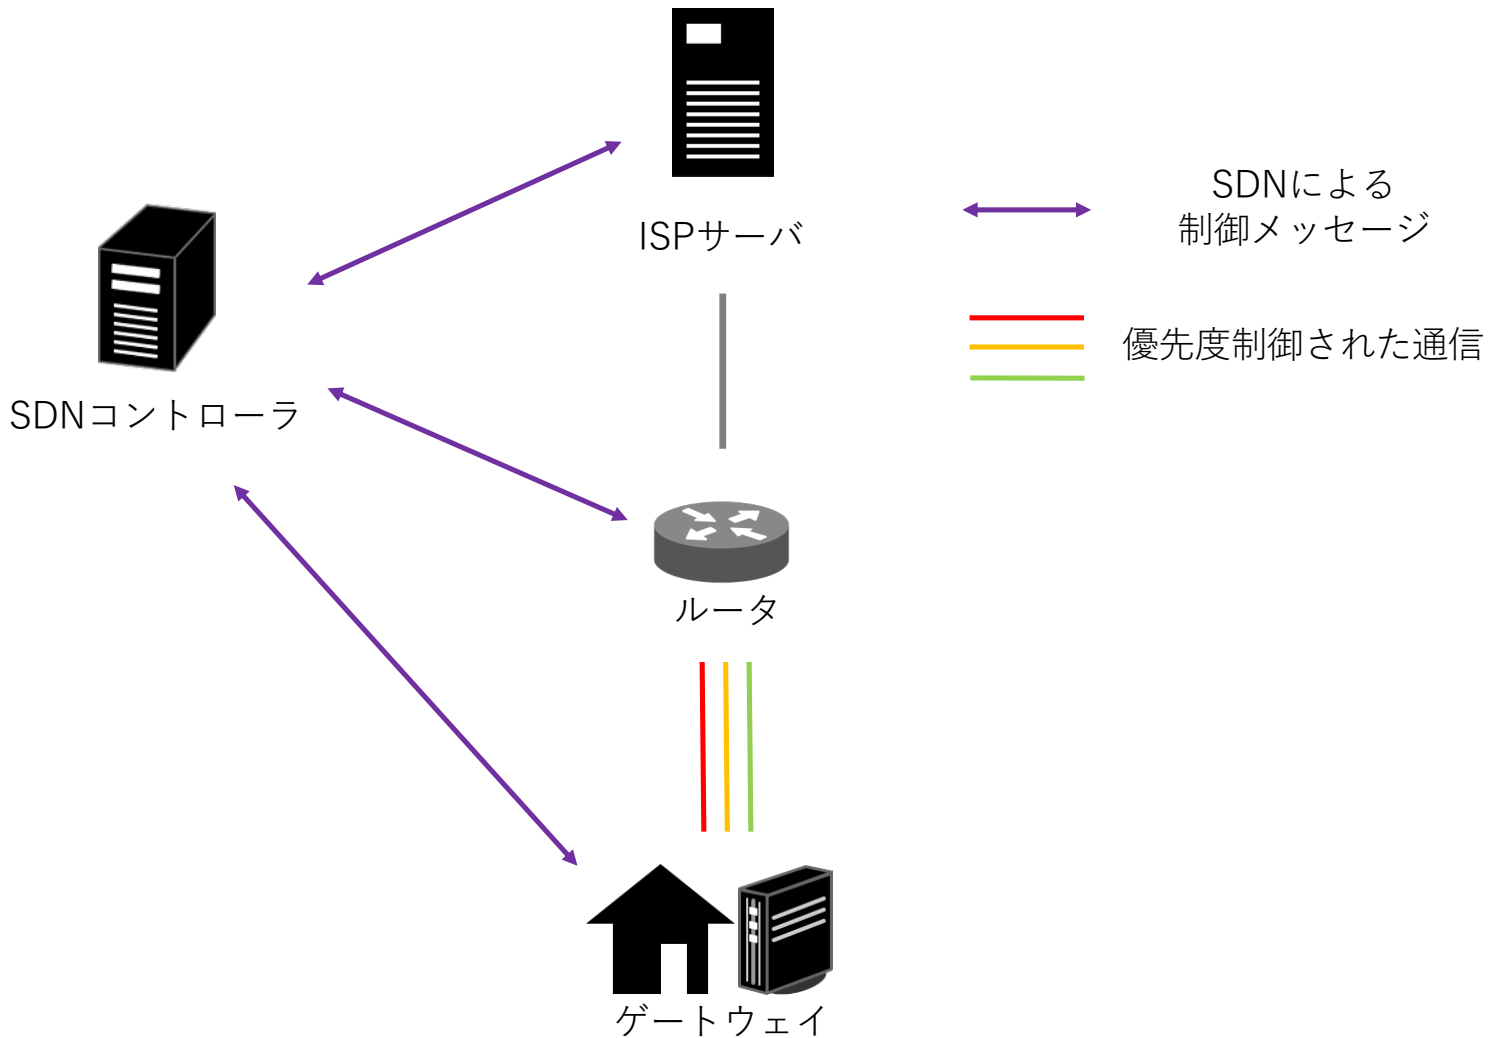 ISPサーバ
SDNによる
制御メッセージ
優先度制御された通信
SDNコントローラ
ルータ
ゲートウェイ